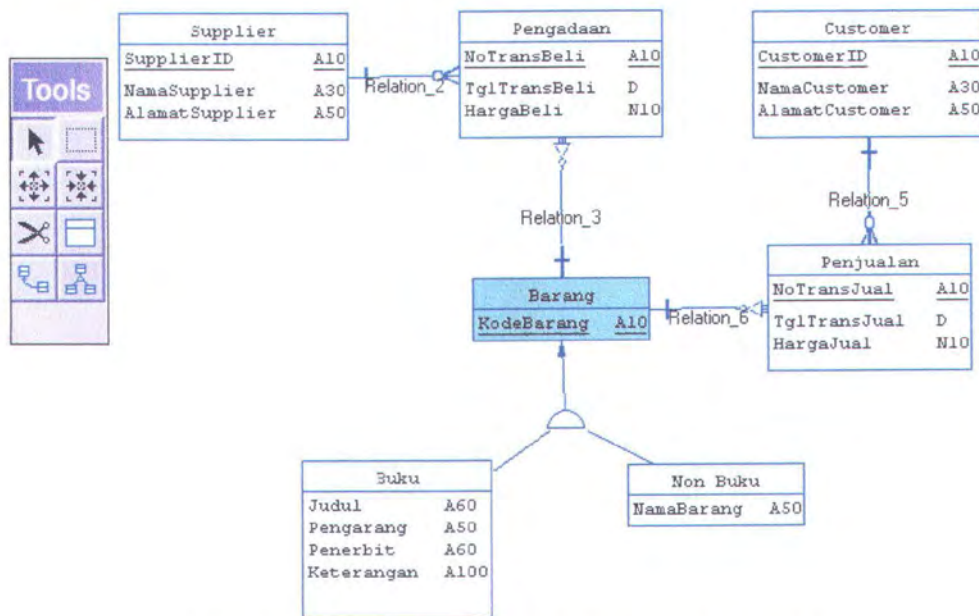 Tools
Supplier
SupplierID A10
NamaSupplier A30
AlamatSupplier A50
Relation_2
Pengadaan
NoTransBeli A10
TglTransBeli D
HargaBeli N10
Customer
CustomerID A10
NamaCustomer A30
AlamatCustomer A50
Relation_3
Relation_5
Barang
KodeBarang A10
Relation_6
Penjualan
NoTransJual A10
TglTransJual D
HargaJual N10
Buku
Judul A60
Pengarang A50
Penerbit A60
Keterangan A100
Non Buku
NamaBarang A50